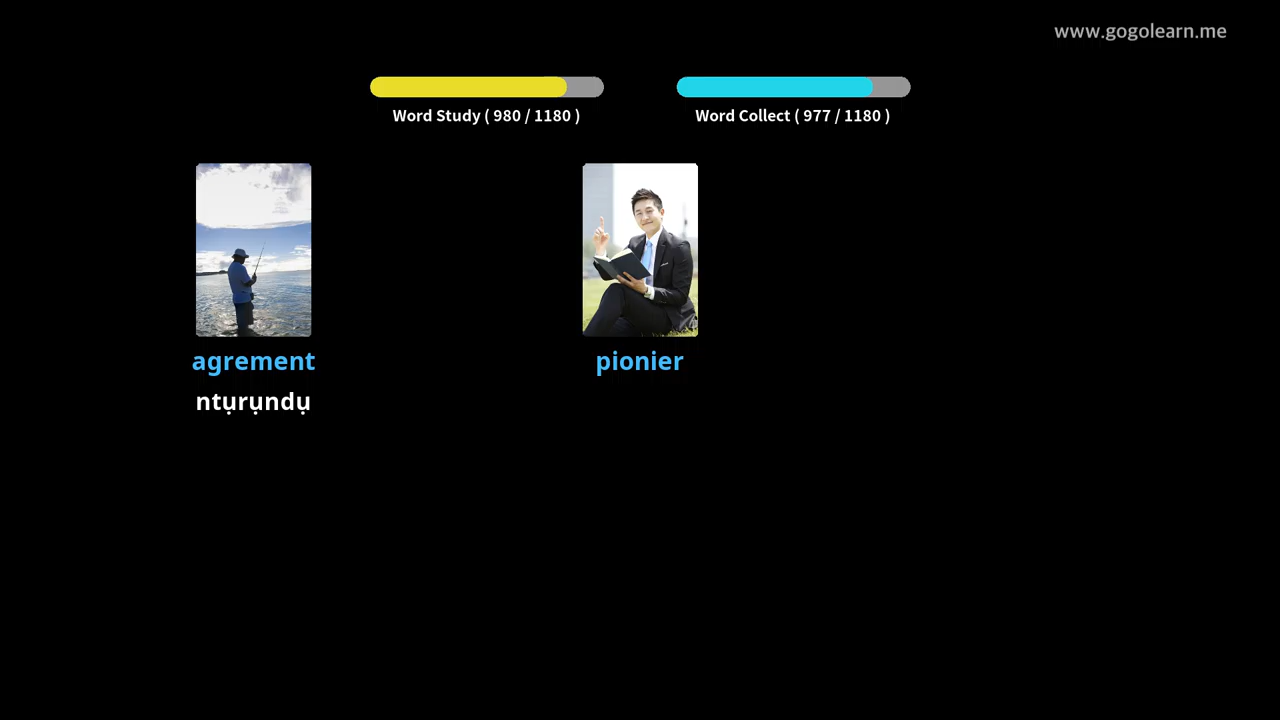 www.gogolearn.me
Word Study ( 980 / 1180 )
Word Collect ( 977 / 1180 )
agrement
ntụrụndụ
pionier